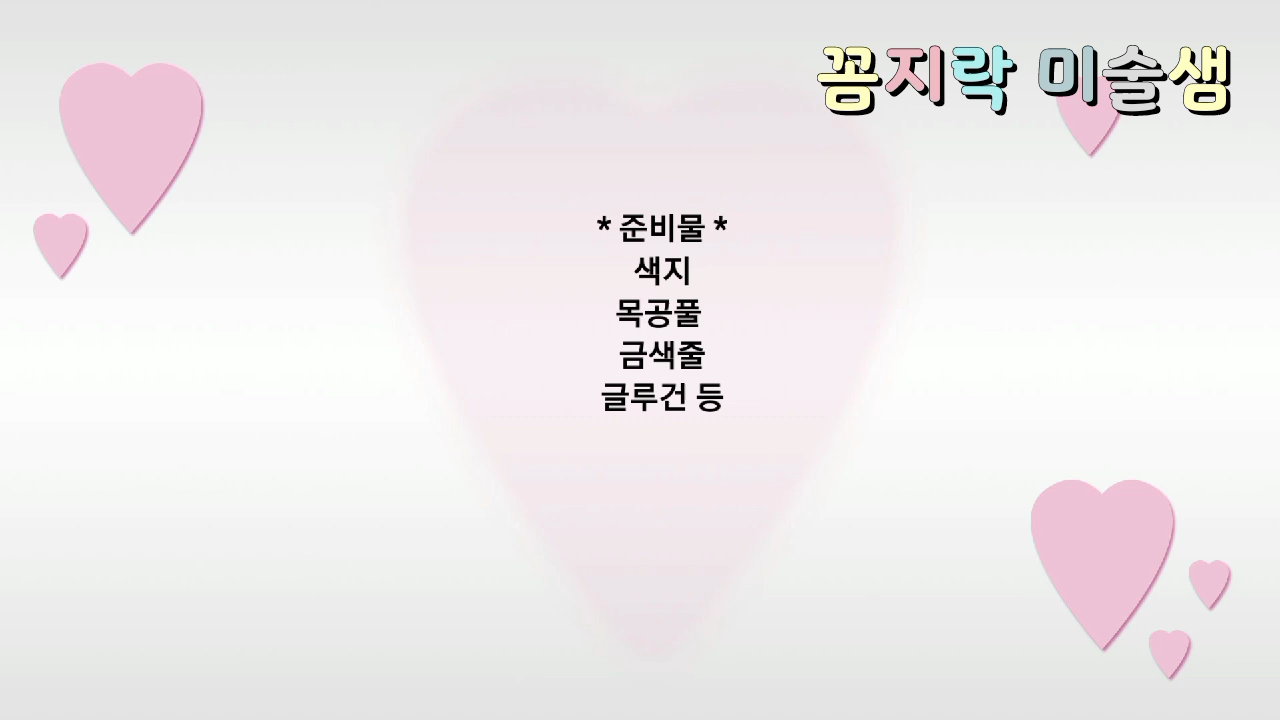 꼼지락 미술샘
* 준비물 *
색지
목공풀
금색줄
글루건 등